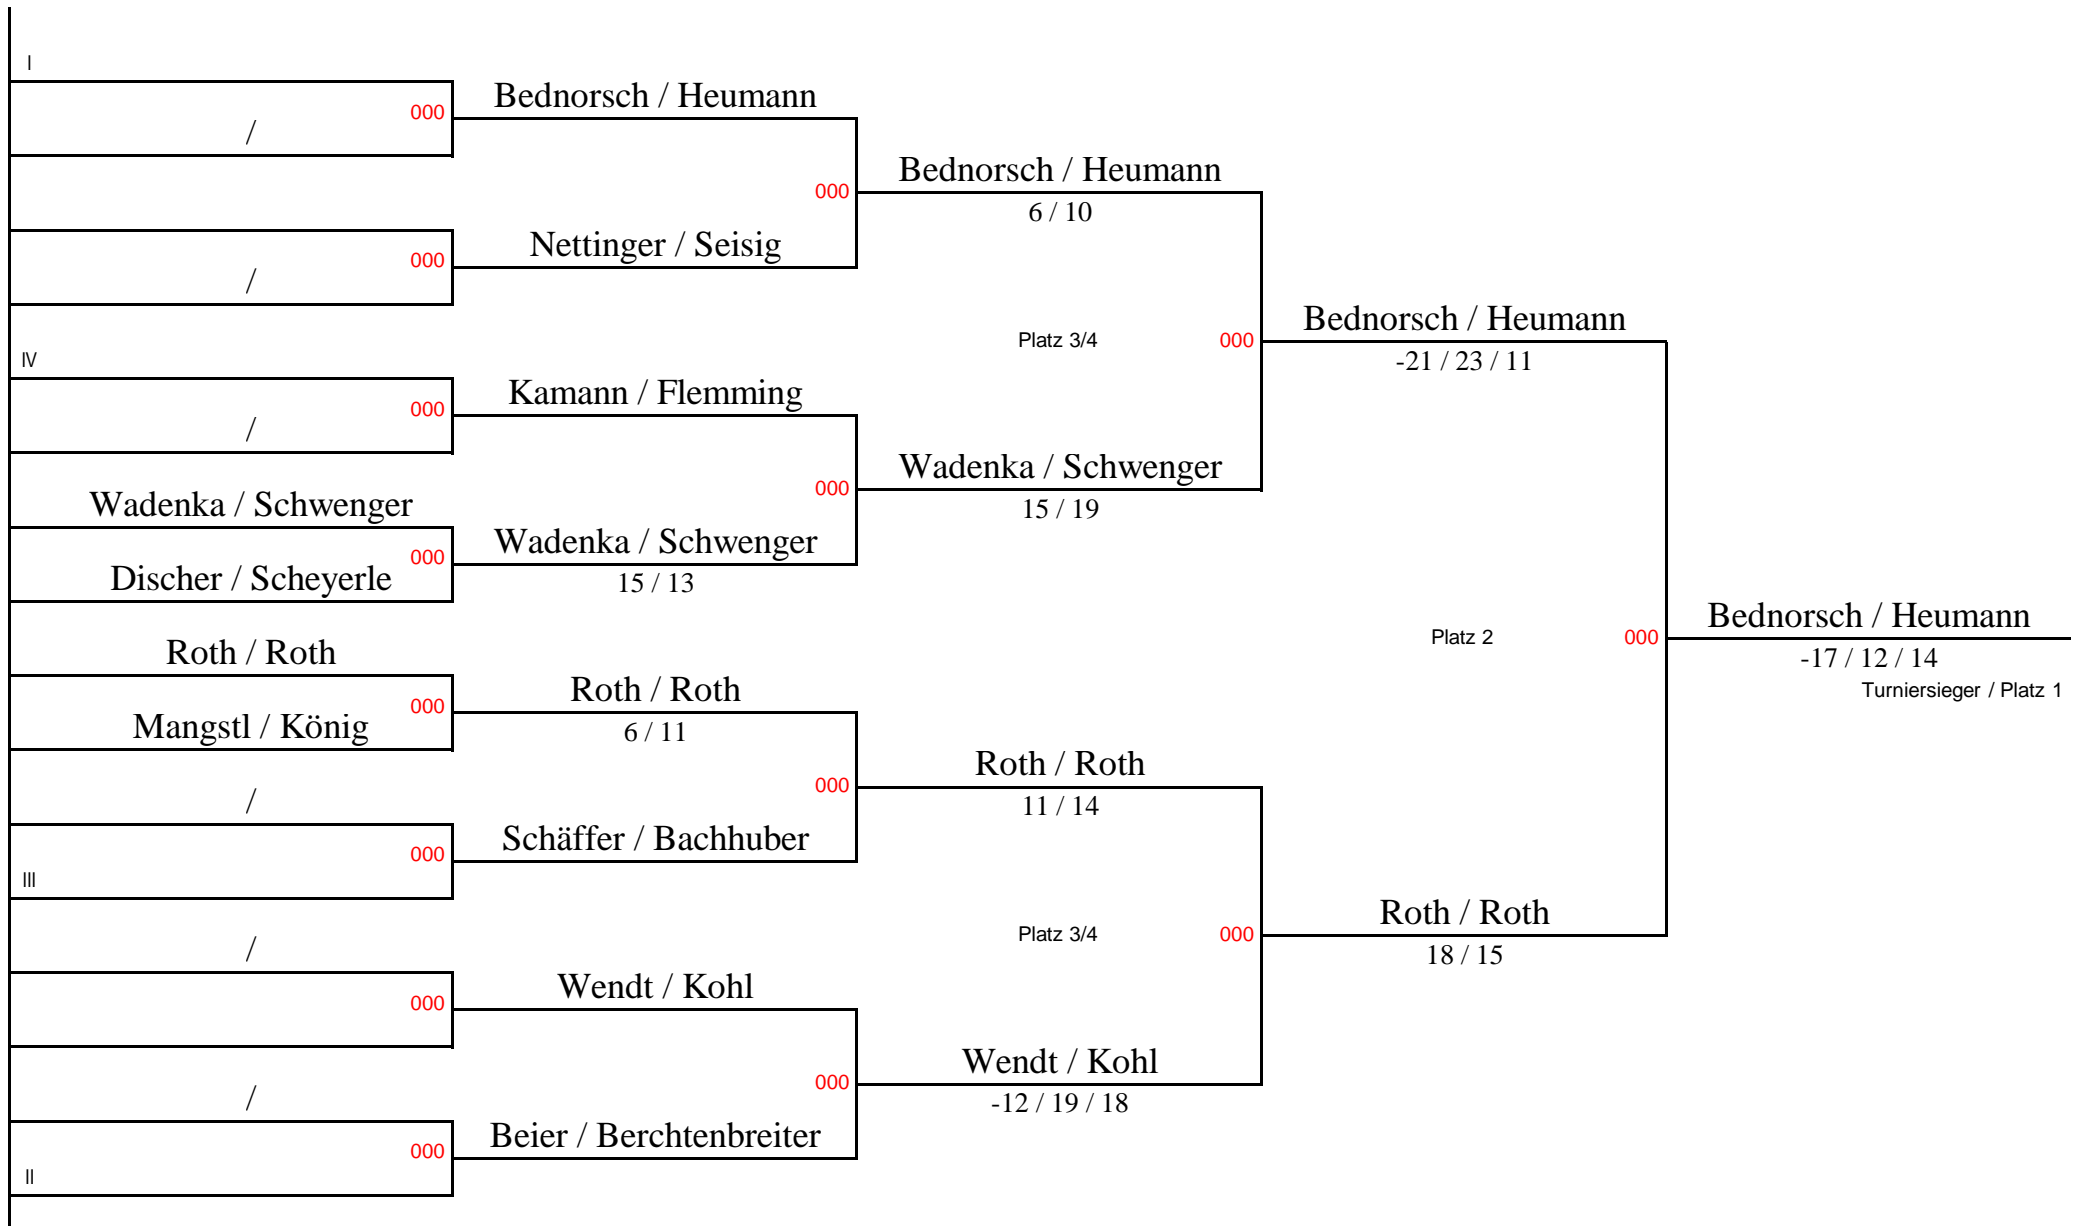 I
000
Bednorsch / Heumann
/
000
Bednorsch / Heumann
6 / 10
000
Nettinger / Seisig
/
Platz 3/4
000
Bednorsch / Heumann
-21 / 23 / 11
IV
000
Kamann / Flemming
/
000
Wadenka / Schwenger
15 / 19
Wadenka / Schwenger
000
Wadenka / Schwenger
15 / 13
Discher / Scheyerle
Platz 2
000
Bednorsch / Heumann
-17 / 12 / 14
Turniersieger / Platz 1
Roth / Roth
000
Roth / Roth
6 / 11
Mangstl / König
000
Roth / Roth
11 / 14
/
000
Schäffer / Bachhuber
III
Platz 3/4
000
Roth / Roth
18 / 15
/
000
Wendt / Kohl
000
Wendt / Kohl
-12 / 19 / 18
/
000
Beier / Berchtenbreiter
II